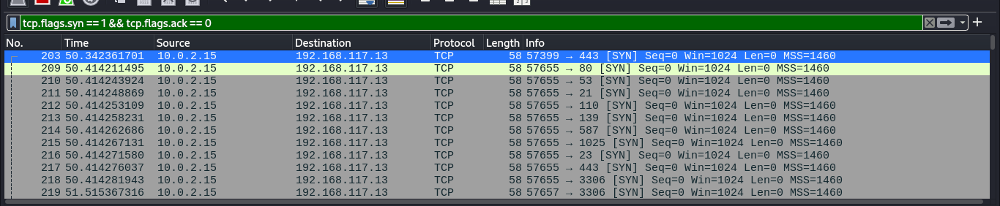 tcp.flags.syn == 1 && tcp.flags.ack == 0
No. Time Source Destination Protocol Length Info
203 50.342361701 10.0.2.15 192.168.117.13 TCP 58 57399 → 443 [SYN] Seq=0 Win=1024 Len=0 MSS=1460
209 50.414211495 10.0.2.15 192.168.117.13 TCP 58 57655 → 80 [SYN] Seq=0 Win=1024 Len=0 MSS=1460
210 50.414243924 10.0.2.15 192.168.117.13 TCP 58 57655 → 53 [SYN] Seq=0 Win=1024 Len=0 MSS=1460
211 50.414248869 10.0.2.15 192.168.117.13 TCP 58 57655 → 21 [SYN] Seq=0 Win=1024 Len=0 MSS=1460
212 50.414253109 10.0.2.15 192.168.117.13 TCP 58 57655 → 110 [SYN] Seq=0 Win=1024 Len=0 MSS=1460
213 50.414258231 10.0.2.15 192.168.117.13 TCP 58 57655 → 139 [SYN] Seq=0 Win=1024 Len=0 MSS=1460
214 50.414262686 10.0.2.15 192.168.117.13 TCP 58 57655 → 587 [SYN] Seq=0 Win=1024 Len=0 MSS=1460
215 50.414267131 10.0.2.15 192.168.117.13 TCP 58 57655 → 1025 [SYN] Seq=0 Win=1024 Len=0 MSS=1460
216 50.414271580 10.0.2.15 192.168.117.13 TCP 58 57655 → 23 [SYN] Seq=0 Win=1024 Len=0 MSS=1460
217 50.414276037 10.0.2.15 192.168.117.13 TCP 58 57655 → 443 [SYN] Seq=0 Win=1024 Len=0 MSS=1460
218 50.414281943 10.0.2.15 192.168.117.13 TCP 58 57655 → 3306 [SYN] Seq=0 Win=1024 Len=0 MSS=1460
219 51.515367316 10.0.2.15 192.168.117.13 TCP 58 57657 → 3306 [SYN] Seq=0 Win=1024 Len=0 MSS=1460